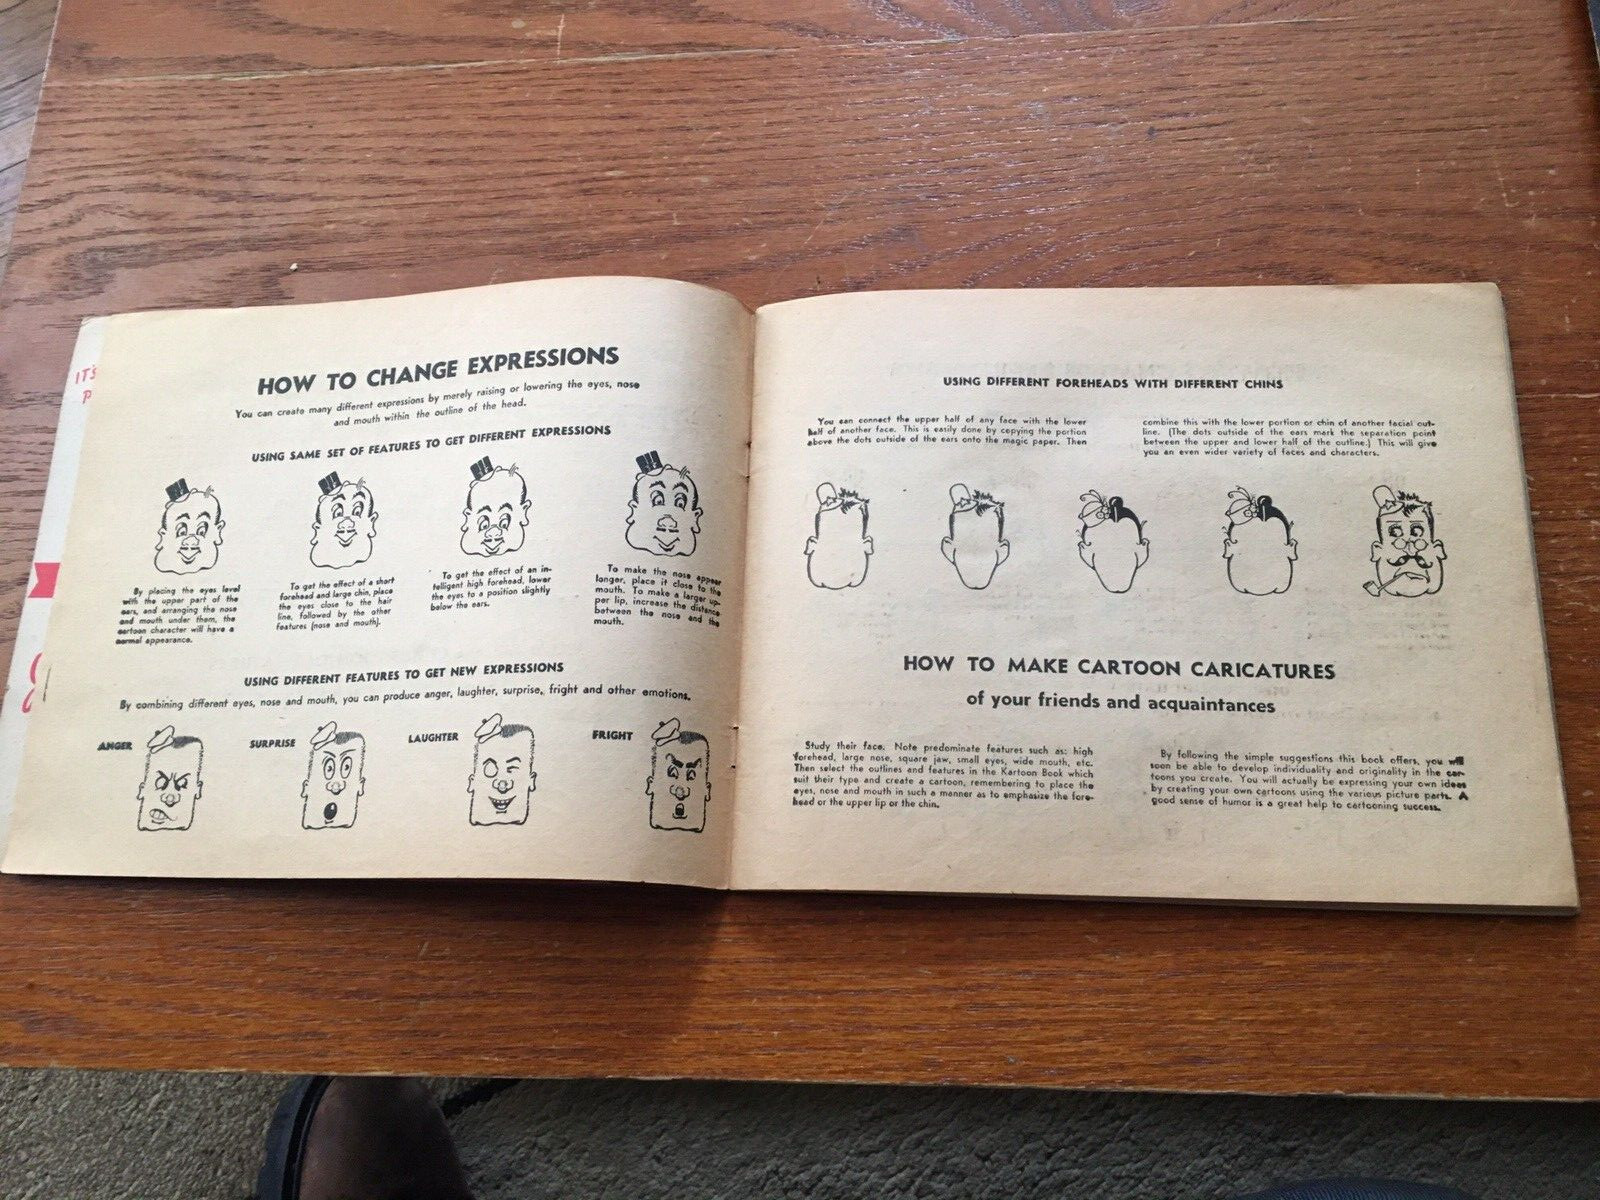 IT'S
P
HOW TO CHANGE EXPRESSIONS
You can create many different expressions by merely raising or lowering the eyes, nose
and mouth within the outline of the head.
USING SAME SET OF FEATURES TO GET DIFFERENT EXPRESSIONS
By placing the eyes level
with the upper part of the
ears, and arranging the nose
and mouth under them, the
cartoon character will have a
normal appearance.
To get the effect of a short
forehead and large chin, place
the eyes close to the hair
line, followed by the other
features (nose and mouth).
To get the effect of an in-
telligent high forehead, lower
the eyes to a position slightly
below the ears.
To make the nose appear
longer, place it close to the
mouth. To make a larger up-
per lip, increase the distance
between the nose and the
mouth.
USING DIFFERENT FEATURES TO GET NEW EXPRESSIONS
By combining different eyes, nose and mouth, you can produce anger, laughter, surprise, fright and other emotions.
ANGER
SURPRISE
LAUGHTER
FRIGHT
USING DIFFERENT FOREHEADS WITH DIFFERENT CHINS
You can connect the upper half of any face with the lower
half of another face. This is easily done by copying the portion
above the dots outside of the ears onto the magic paper. Then
combine this with the lower portion or chin of another facial out-
line. (The dots outside of the ears mark the separation point
between the upper and lower half of the outline.) This will give
you an even wider variety of faces and characters.
HOW TO MAKE CARTOON CARICATURES
of your friends and acquaintances
Study their face. Note predominate features such as: high
forehead, large nose, square jaw, small eyes, wide mouth, etc.
Then select the outlines and features in the Kartoon Book which
suit their type and create a cartoon, remembering to place the
eyes, nose and mouth in such a manner as to emphasize the fore-
head or the upper lip or the chin.
By following the simple suggestions this book offers, you will
soon be able to develop individuality and originality in the car-
toons you create. You will actually be expressing your own ideas
by creating your own cartoons using the various picture parts. A
good sense of humor is a great help to cartooning success.